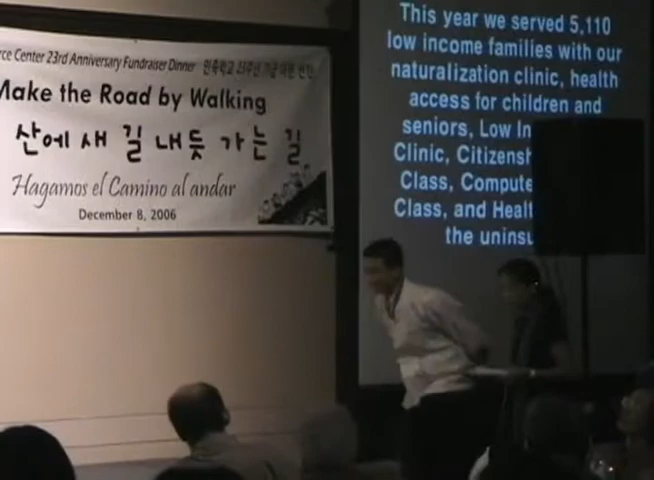 rce Center 23rd Anniversary Fundraiser Dinner
Make the Road by Walking
산에 새 길 내듯 가는 길
Hagamos el Camino al andar
December 8, 2006
This year we served 5,110
low income families with our
naturalization clinic, health
access for children and
seniors, Low In
Clinic, Citizensh
Class, Compute
Class, and Healt
the uninsu